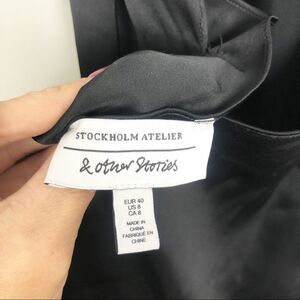 STOCKHOLM ATELIER
& other Stories
EUR 40
US 8
CA 8
MADE IN
CHINA
FABRIQUÉ EN
CHINE